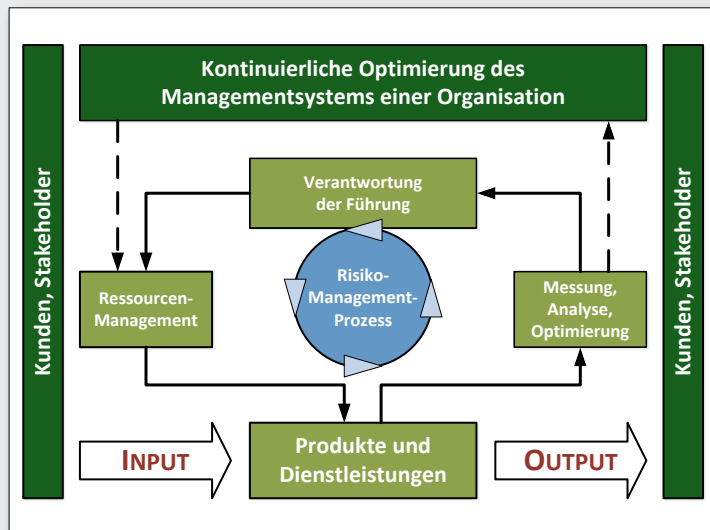 Kunden, Stakeholder
Kontinuierliche Optimierung des
Managementsystems einer Organisation
Verantwortung
der Führung
Ressourcen-
Management
Risiko-
Management-
Prozess
Messung,
Analyse,
Optimierung
INPUT
Produkte und
Dienstleistungen
OUTPUT
Kunden, Stakeholder